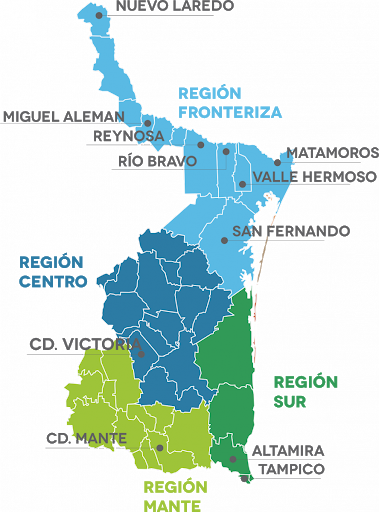 NUEVO LAREDO
REGIÓN
FRONTERIZA
MIGUEL ALEMAN
REYNOSA
RÍO BRAVO
MATAMOROS
VALLE HERMOSO
SAN FERNANDO
REGIÓN
CENTRO
CD. VICTORIA
REGIÓN
SUR
CD. MANTE
ALTAMIRA
TAMPICO
REGIÓN
MANTE